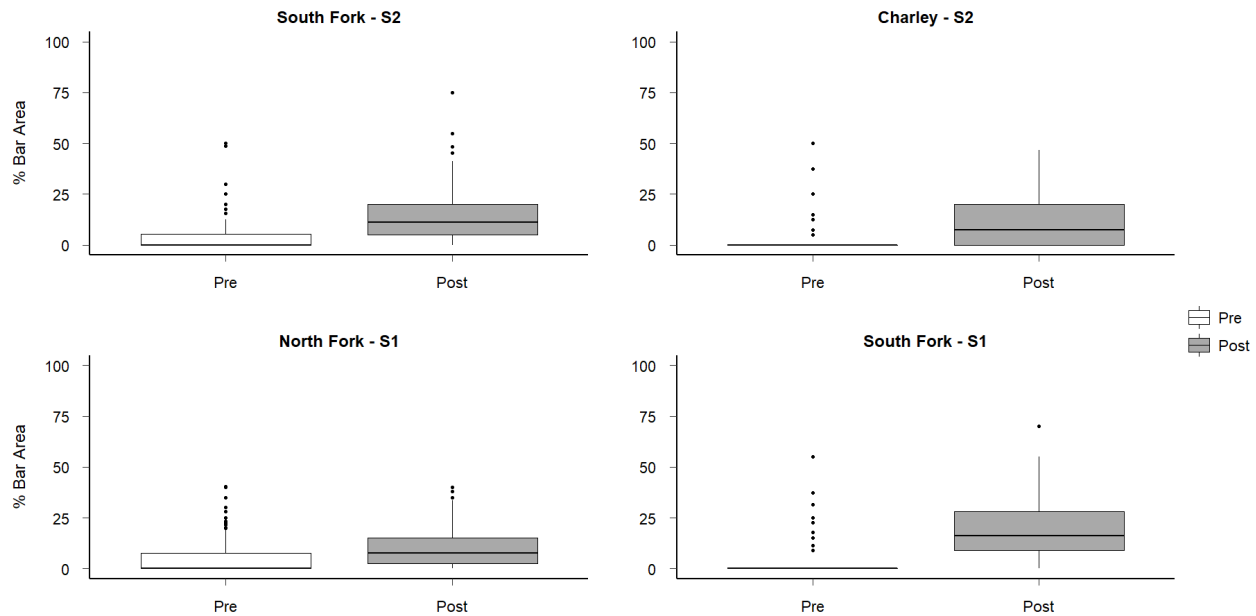 South Fork - S2
100
75
50
25
0
% Bar Area
Pre Post
Charley - S2
100
75
50
25
0
Pre Post
North Fork - S1
100
75
50
25
0
% Bar Area
Pre Post
South Fork - S1
100
75
50
25
0
Pre Post
Pre
Post